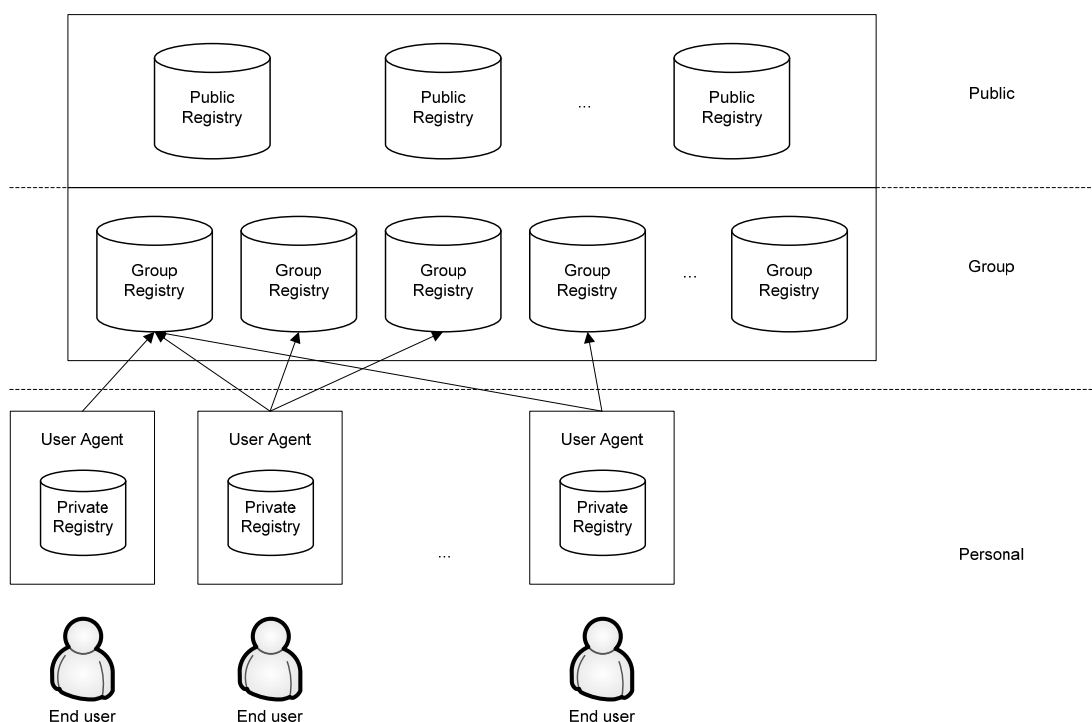 Public
Registry
Public
Registry
...
Public
Registry
Public
Group
Registry
Group
Registry
Group
Registry
Group
Registry
...
Group
Registry
Group
User Agent
Private
Registry
User Agent
Private
Registry
...
User Agent
Private
Registry
Personal
End user
End user
End user